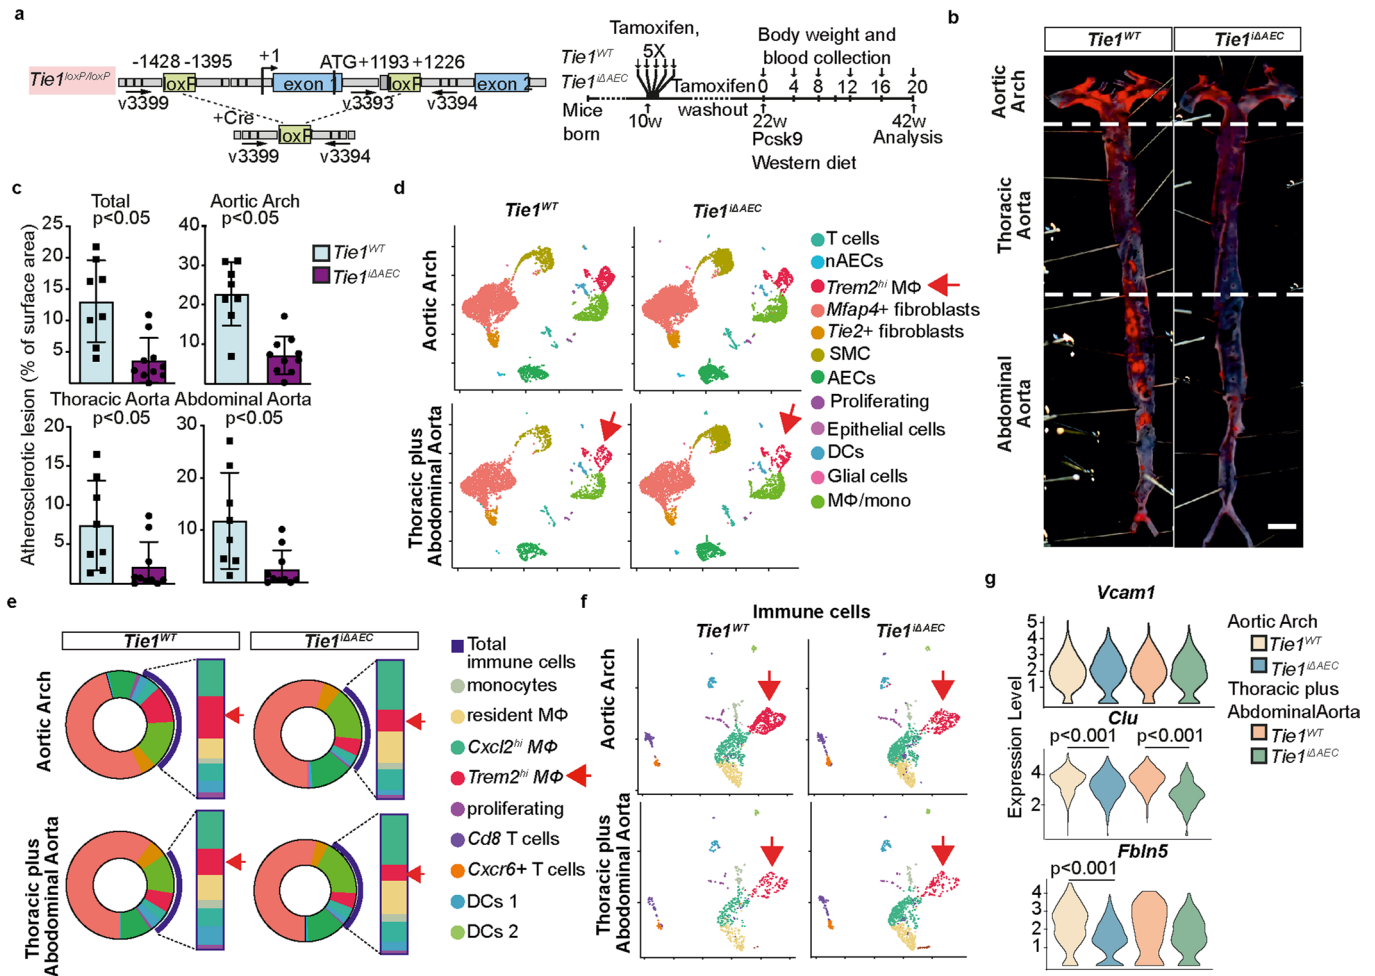 a
-1428 -1395
+1
ATG+1193 +1226
Tie1loxP/loxP
loxP
exon 1
loxP
exon 2
v3399
v3393
v3394
+Cre
loxP
v3399
v3394
Tamoxifen,
5X
Tie1WT
Tie1iΔAEC
Body weight and
blood collection
Tamoxifen
washout
0 4 8 12 16 20
Mice
born
10w
22w
42w
Pcsk9
Western diet
Analysis
b
Tie1WT
Tie1iΔAEC
Aortic
Arch
Thoracic
Aorta
Abdominal
Aorta
c
Atherosclerotic lesion (% of surface area)
Total
p<0.05
25
20
15
10
5
Aortic Arch
p<0.05
40
30
20
10
Tie1WT
Tie1iΔAEC
Thoracic Aorta
p<0.05
20
15
10
5
Abdominal Aorta
p<0.05
30
20
10
d
Tie1WT
Tie1iΔAEC
Aortic Arch
Thoracic plus
Abodominal Aorta
T cells
nAECs
Trem2hi MΦ
Mfap4+ fibroblasts
Tie2+ fibroblasts
SMC
AECs
Proliferating
Epithelial cells
DCs
Glial cells
MΦ/mono
e
Tie1WT
Tie1iΔAEC
Aortic Arch
Thoracic plus
Abodominal Aorta
Total
immune cells
monocytes
resident MΦ
Cxcl2hi MΦ
Trem2hi MΦ
proliferating
Cd8 T cells
Cxcr6+ T cells
DCs 1
DCs 2
f
Immune cells
Tie1WT
Tie1iΔAEC
Aortic Arch
Thoracic plus
Abodominal Aorta
g
Expression Level
Vcam1
5
4
3
2
1
Clu
p<0.001 p<0.001
4
2
Fbln5
p<0.001
4
3
2
1
Aortic Arch
Tie1WT
Tie1iΔAEC
Thoracic plus
AbdominalAorta
Tie1WT
Tie1iΔAEC